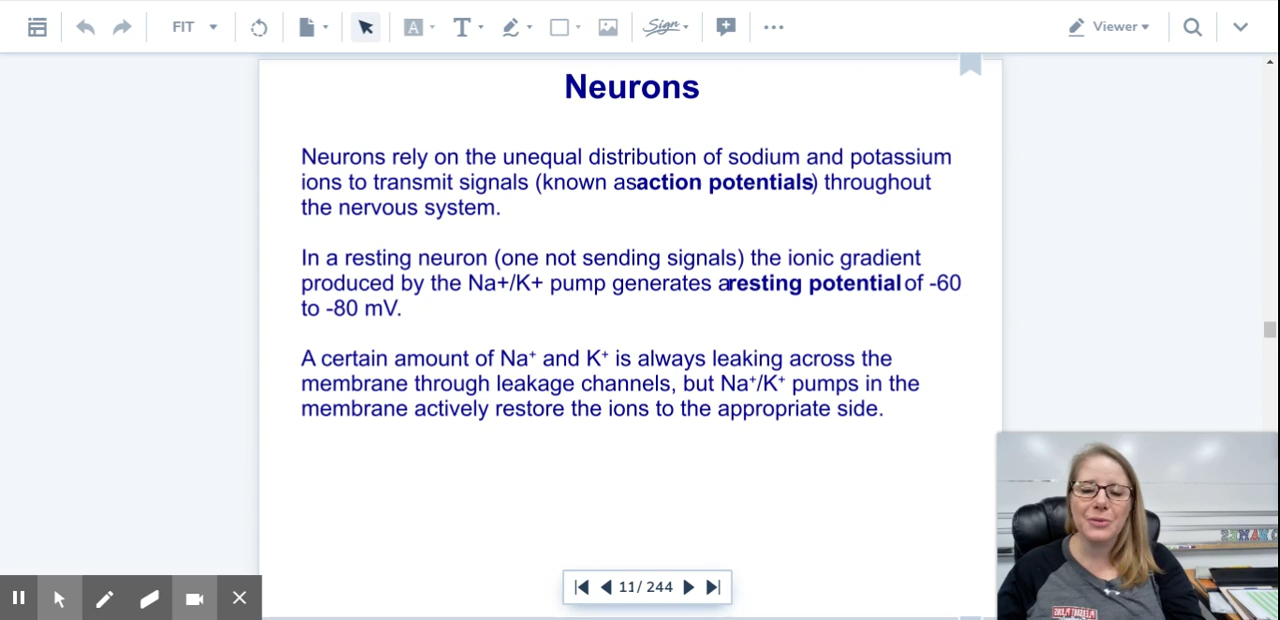 FIT
A
T
Sign
Viewer
Neurons
Neurons rely on the unequal distribution of sodium and potassium
ions to transmit signals (known asaction potentials) throughout
the nervous system.
In a resting neuron (one not sending signals) the ionic gradient
produced by the Na+/K+ pump generates aresting potential of -60
to -80 mV.
A certain amount of Na⁺ and K⁺ is always leaking across the
membrane through leakage channels, but Na⁺/K⁺ pumps in the
membrane actively restore the ions to the appropriate side.
11/ 244